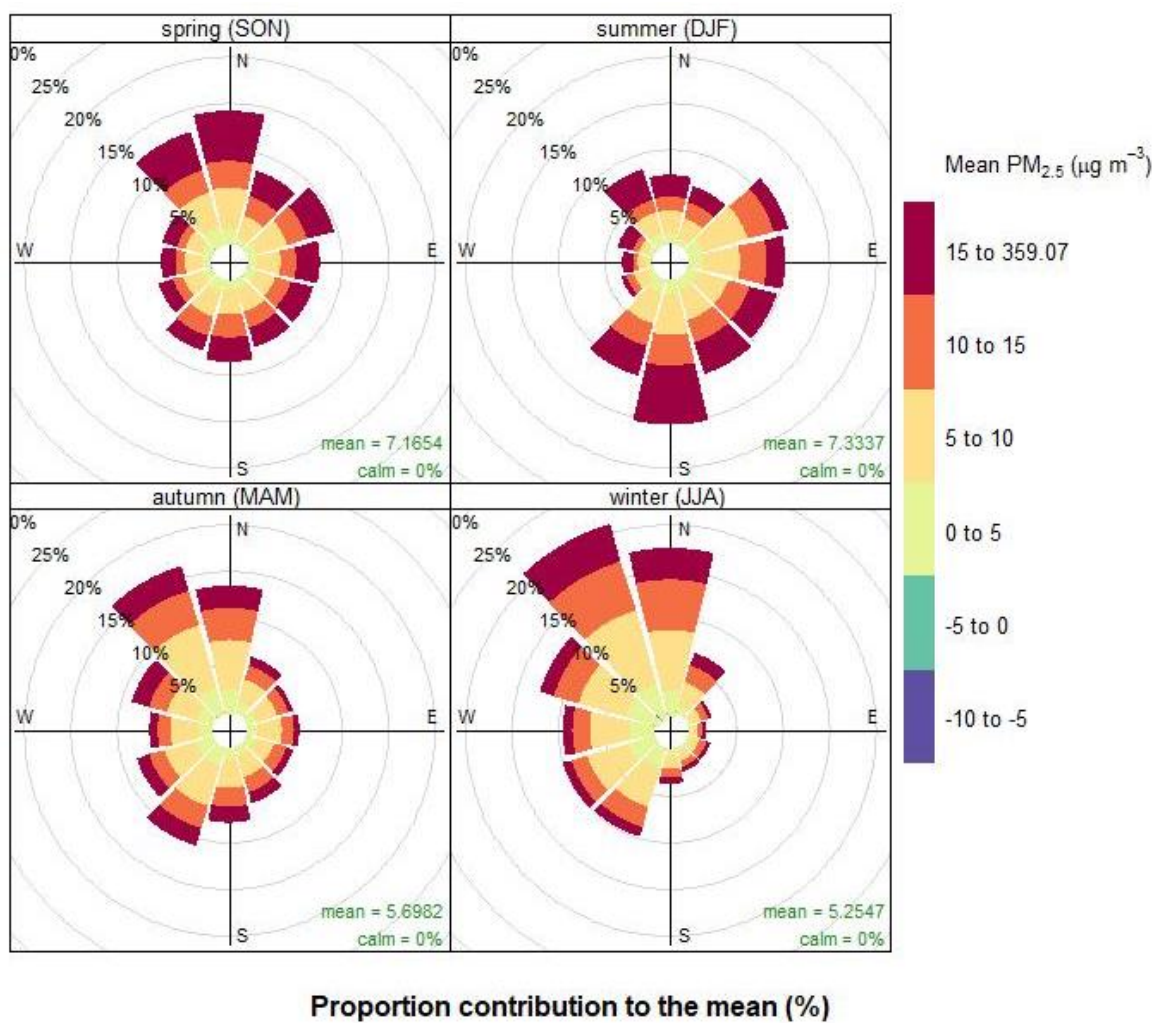 spring (SON)
summer (DJF)
0%
25%
20%
15%
10%
5%
N
W
E
S
mean = 7.1654
calm = 0%
0%
25%
20%
15%
10%
5%
N
W
E
S
mean = 7.3337
calm = 0%
autumn (MAM)
winter (JJA)
0%
25%
20%
15%
10%
5%
N
W
E
S
mean = 5.6982
calm = 0%
0%
25%
20%
15%
10%
5%
N
W
E
S
mean = 5.2547
calm = 0%
Mean PM2.5 (μg m−3)
15 to 359.07
10 to 15
5 to 10
0 to 5
-5 to 0
-10 to -5
Proportion contribution to the mean (%)